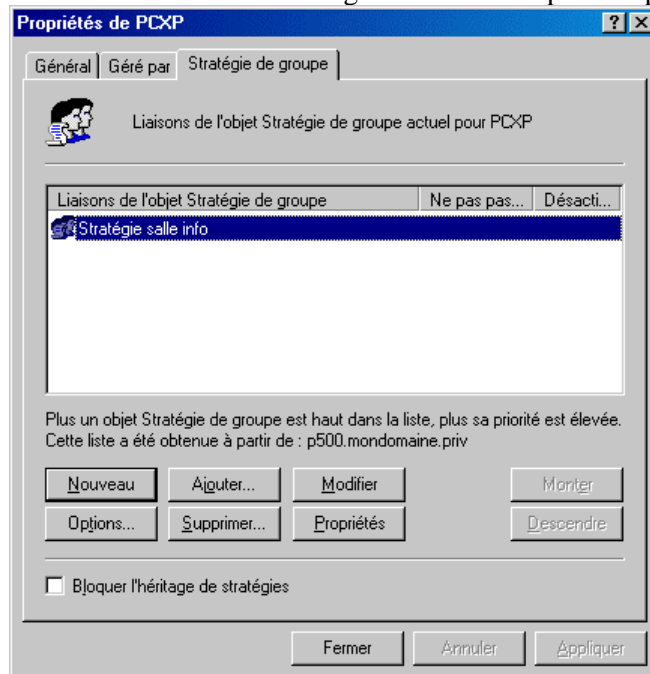 Propriétés de PCXP
Général Géré par Stratégie de groupe
Liaisons de l'objet Stratégie de groupe actuel pour PCXP
Liaisons de l'objet Stratégie de groupe Ne pas pas... Désacti...
Stratégie salle info
Plus un objet Stratégie de groupe est haut dans la liste, plus sa priorité est élevée.
Cette liste a été obtenue à partir de : p500.mondomaine.priv
Nouveau Ajouter... Modifier Monter
Options... Supprimer... Propriétés Descendre
Bloquer l'héritage de stratégies
Fermer Annuler Appliquer